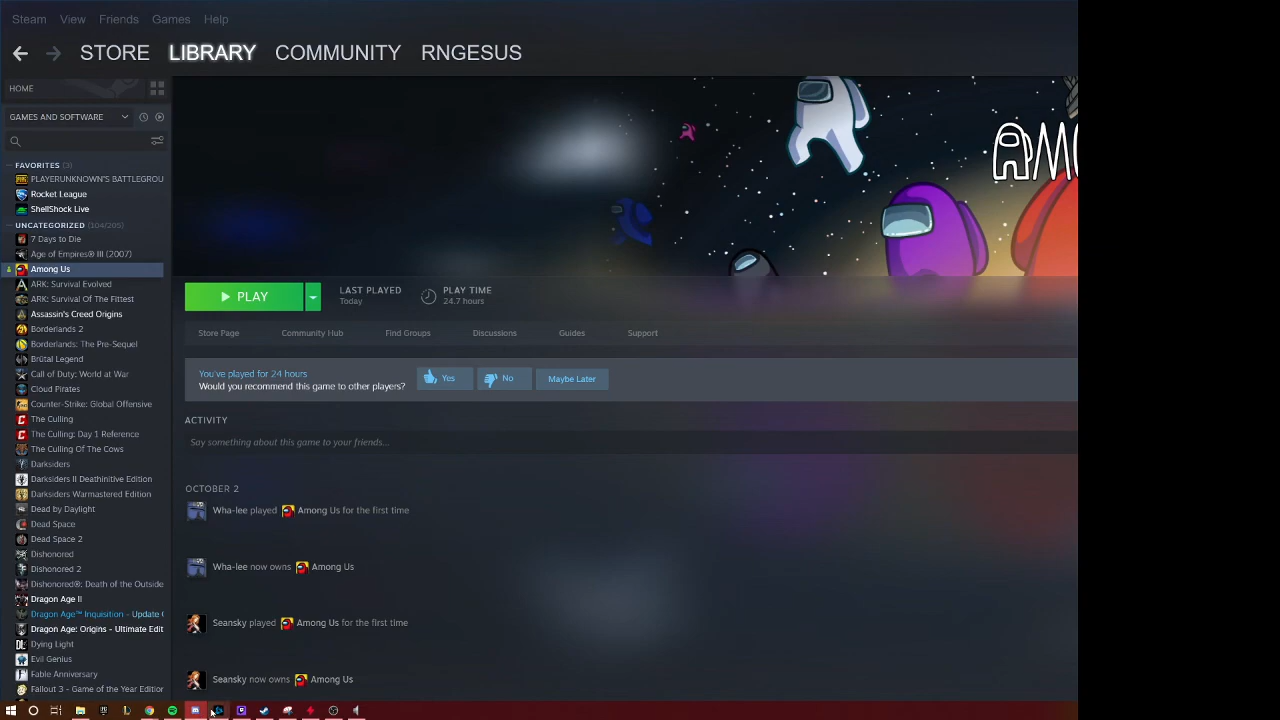 Steam View Friends Games Help
STORE LIBRARY COMMUNITY RNGESUS
HOME
GAMES AND SOFTWARE
FAVORITES (3)
PLAYERUNKNOWN'S BATTLEGROU
Rocket League
ShellShock Live
UNCATEGORIZED (104/205)
7 Days to Die
Age of Empires® III (2007)
Among Us
ARK: Survival Evolved
ARK: Survival Of The Fittest
Assassin's Creed Origins
Borderlands 2
Borderlands: The Pre-Sequel
Brütal Legend
Call of Duty: World at War
Cloud Pirates
Counter-Strike: Global Offensive
The Culling
The Culling: Day 1 Reference
The Culling Of The Cows
Darksiders
Darksiders II Deathinitive Edition
Darksiders Warmastered Edition
Dead by Daylight
Dead Space
Dead Space 2
Dishonored
Dishonored 2
Dishonored®: Death of the Outside
Dragon Age II
Dragon Age™ Inquisition - Update
Dragon Age: Origins - Ultimate Edit
Dying Light
Evil Genius
Fable Anniversary
Fallout 3 - Game of the Year Edition
AMO
PLAY
LAST PLAYED
Today
PLAY TIME
24.7 hours
Store Page Community Hub Find Groups Discussions Guides Support
You've played for 24 hours
Would you recommend this game to other players?
Yes No Maybe Later
ACTIVITY
Say something about this game to your friends...
OCTOBER 2
Wha-lee played Among Us for the first time
Wha-lee now owns Among Us
Seansky played Among Us for the first time
Seansky now owns Among Us